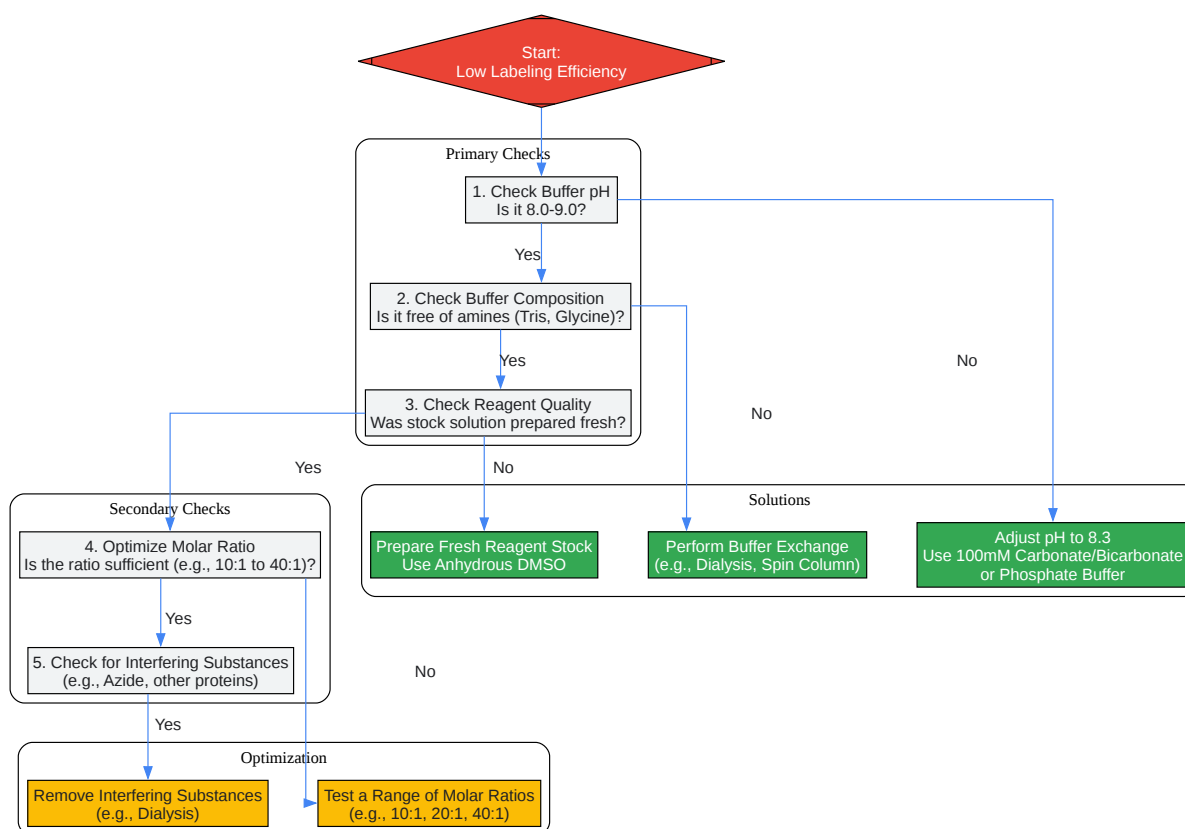 Start:
Low Labeling Efficiency
Primary Checks
1. Check Buffer pH
Is it 8.0-9.0?
Yes
2. Check Buffer Composition
Is it free of amines (Tris, Glycine)?
Yes
No
3. Check Reagent Quality
Was stock solution prepared fresh?
No
Yes
No
Secondary Checks
Solutions
4. Optimize Molar Ratio
Is the ratio sufficient (e.g., 10:1 to 40:1)?
Prepare Fresh Reagent Stock
Use Anhydrous DMSO
Perform Buffer Exchange
(e.g., Dialysis, Spin Column)
Adjust pH to 8.3
Use 100mM Carbonate/Bicarbonate
or Phosphate Buffer
Yes
5. Check for Interfering Substances
(e.g., Azide, other proteins)
No
Yes
Optimization
Remove Interfering Substances
(e.g., Dialysis)
Test a Range of Molar Ratios
(e.g., 10:1, 20:1, 40:1)